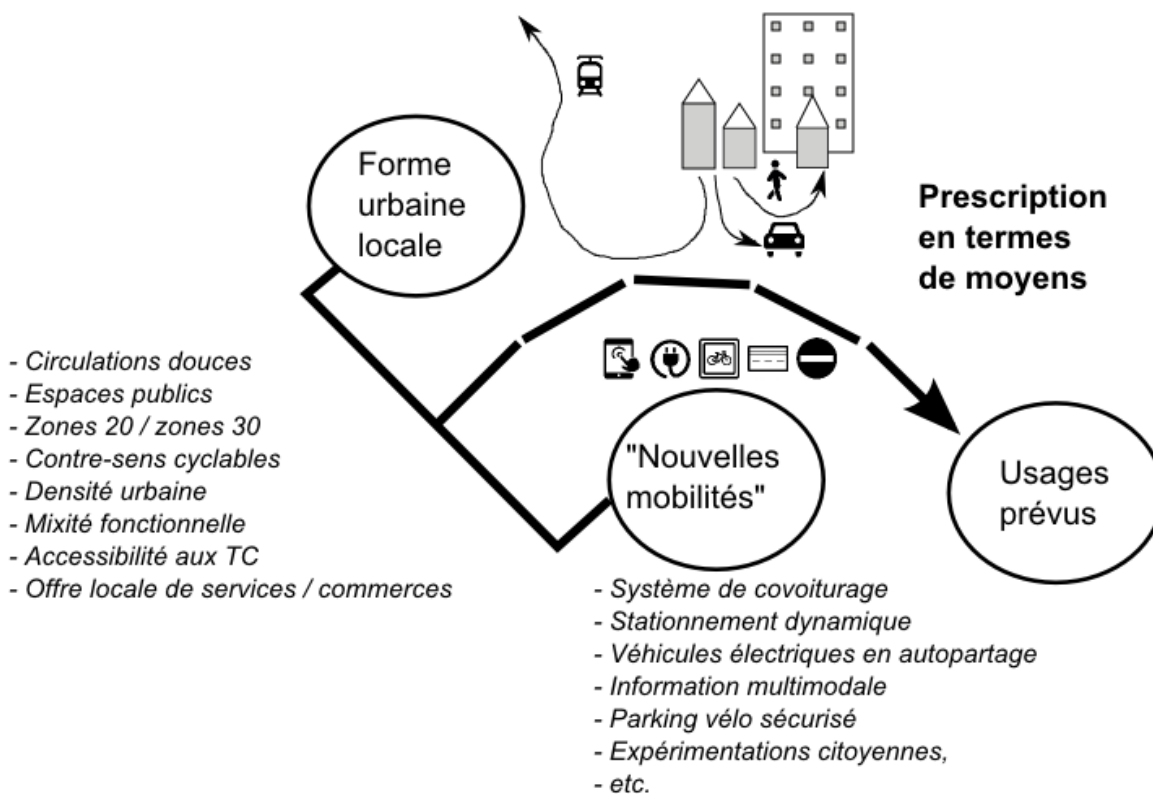 Forme
urbaine
locale
Prescription
en termes
de moyens
- Circulations douces
- Espaces publics
- Zones 20 / zones 30
- Contre-sens cyclables
- Densité urbaine
- Mixité fonctionnelle
- Accessibilité aux TC
- Offre locale de services / commerces
"Nouvelles
mobilités"
Usages
prévus
- Système de covoiturage
- Stationnement dynamique
- Véhicules électriques en autopartage
- Information multimodale
- Parking vélo sécurisé
- Expérimentations citoyennes,
- etc.